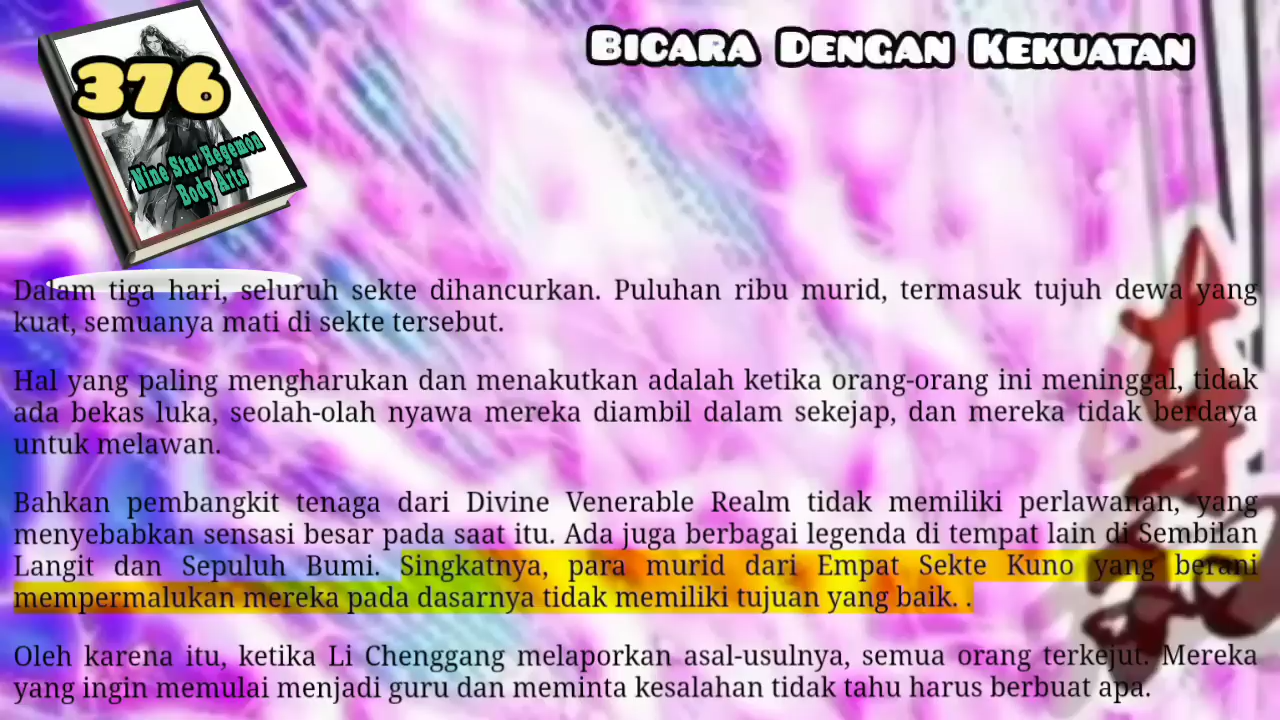 BICARA DENGAN KEKUATAN
376
Nine Star Hegemon
Body Arts
Dalam tiga hari, seluruh sekte dihancurkan. Puluhan ribu murid, termasuk tujuh dewa yang
kuat, semuanya mati di sekte tersebut.
Hal yang paling mengharukan dan menakutkan adalah ketika orang-orang ini meninggal, tidak
ada bekas luka, seolah-olah nyawa mereka diambil dalam sekejap, dan mereka tidak berdaya
untuk melawan.
Bahkan pembangkit tenaga dari Divine Venerable Realm tidak memiliki perlawanan, yang
menyebabkan sensasi besar pada saat itu. Ada juga berbagai legenda di tempat lain di Sembilan
Langit dan Sepuluh Bumi. Singkatnya, para murid dari Empat Sekte Kuno yang berani
mempermalukan mereka pada dasarnya tidak memiliki tujuan yang baik. .
Oleh karena itu, ketika Li Chenggang melaporkan asal-usulnya, semua orang terkejut. Mereka
yang ingin memulai menjadi guru dan meminta kesalahan tidak tahu harus berbuat apa.